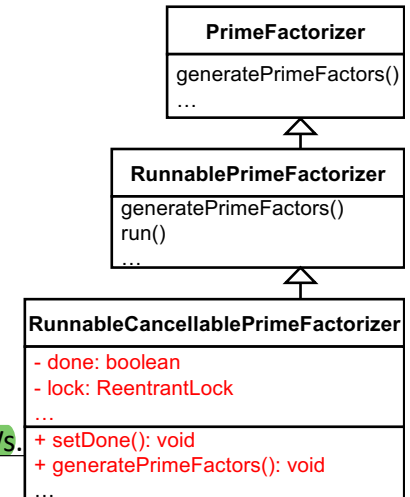 PrimeFactorizer
generatePrimeFactors()
…
RunnablePrimeFactorizer
generatePrimeFactors()
run()
…
RunnableCancellablePrimeFactorizer
- done: boolean
- lock: ReentrantLock
…
+ setDone(): void
+ generatePrimeFactors(): void
…